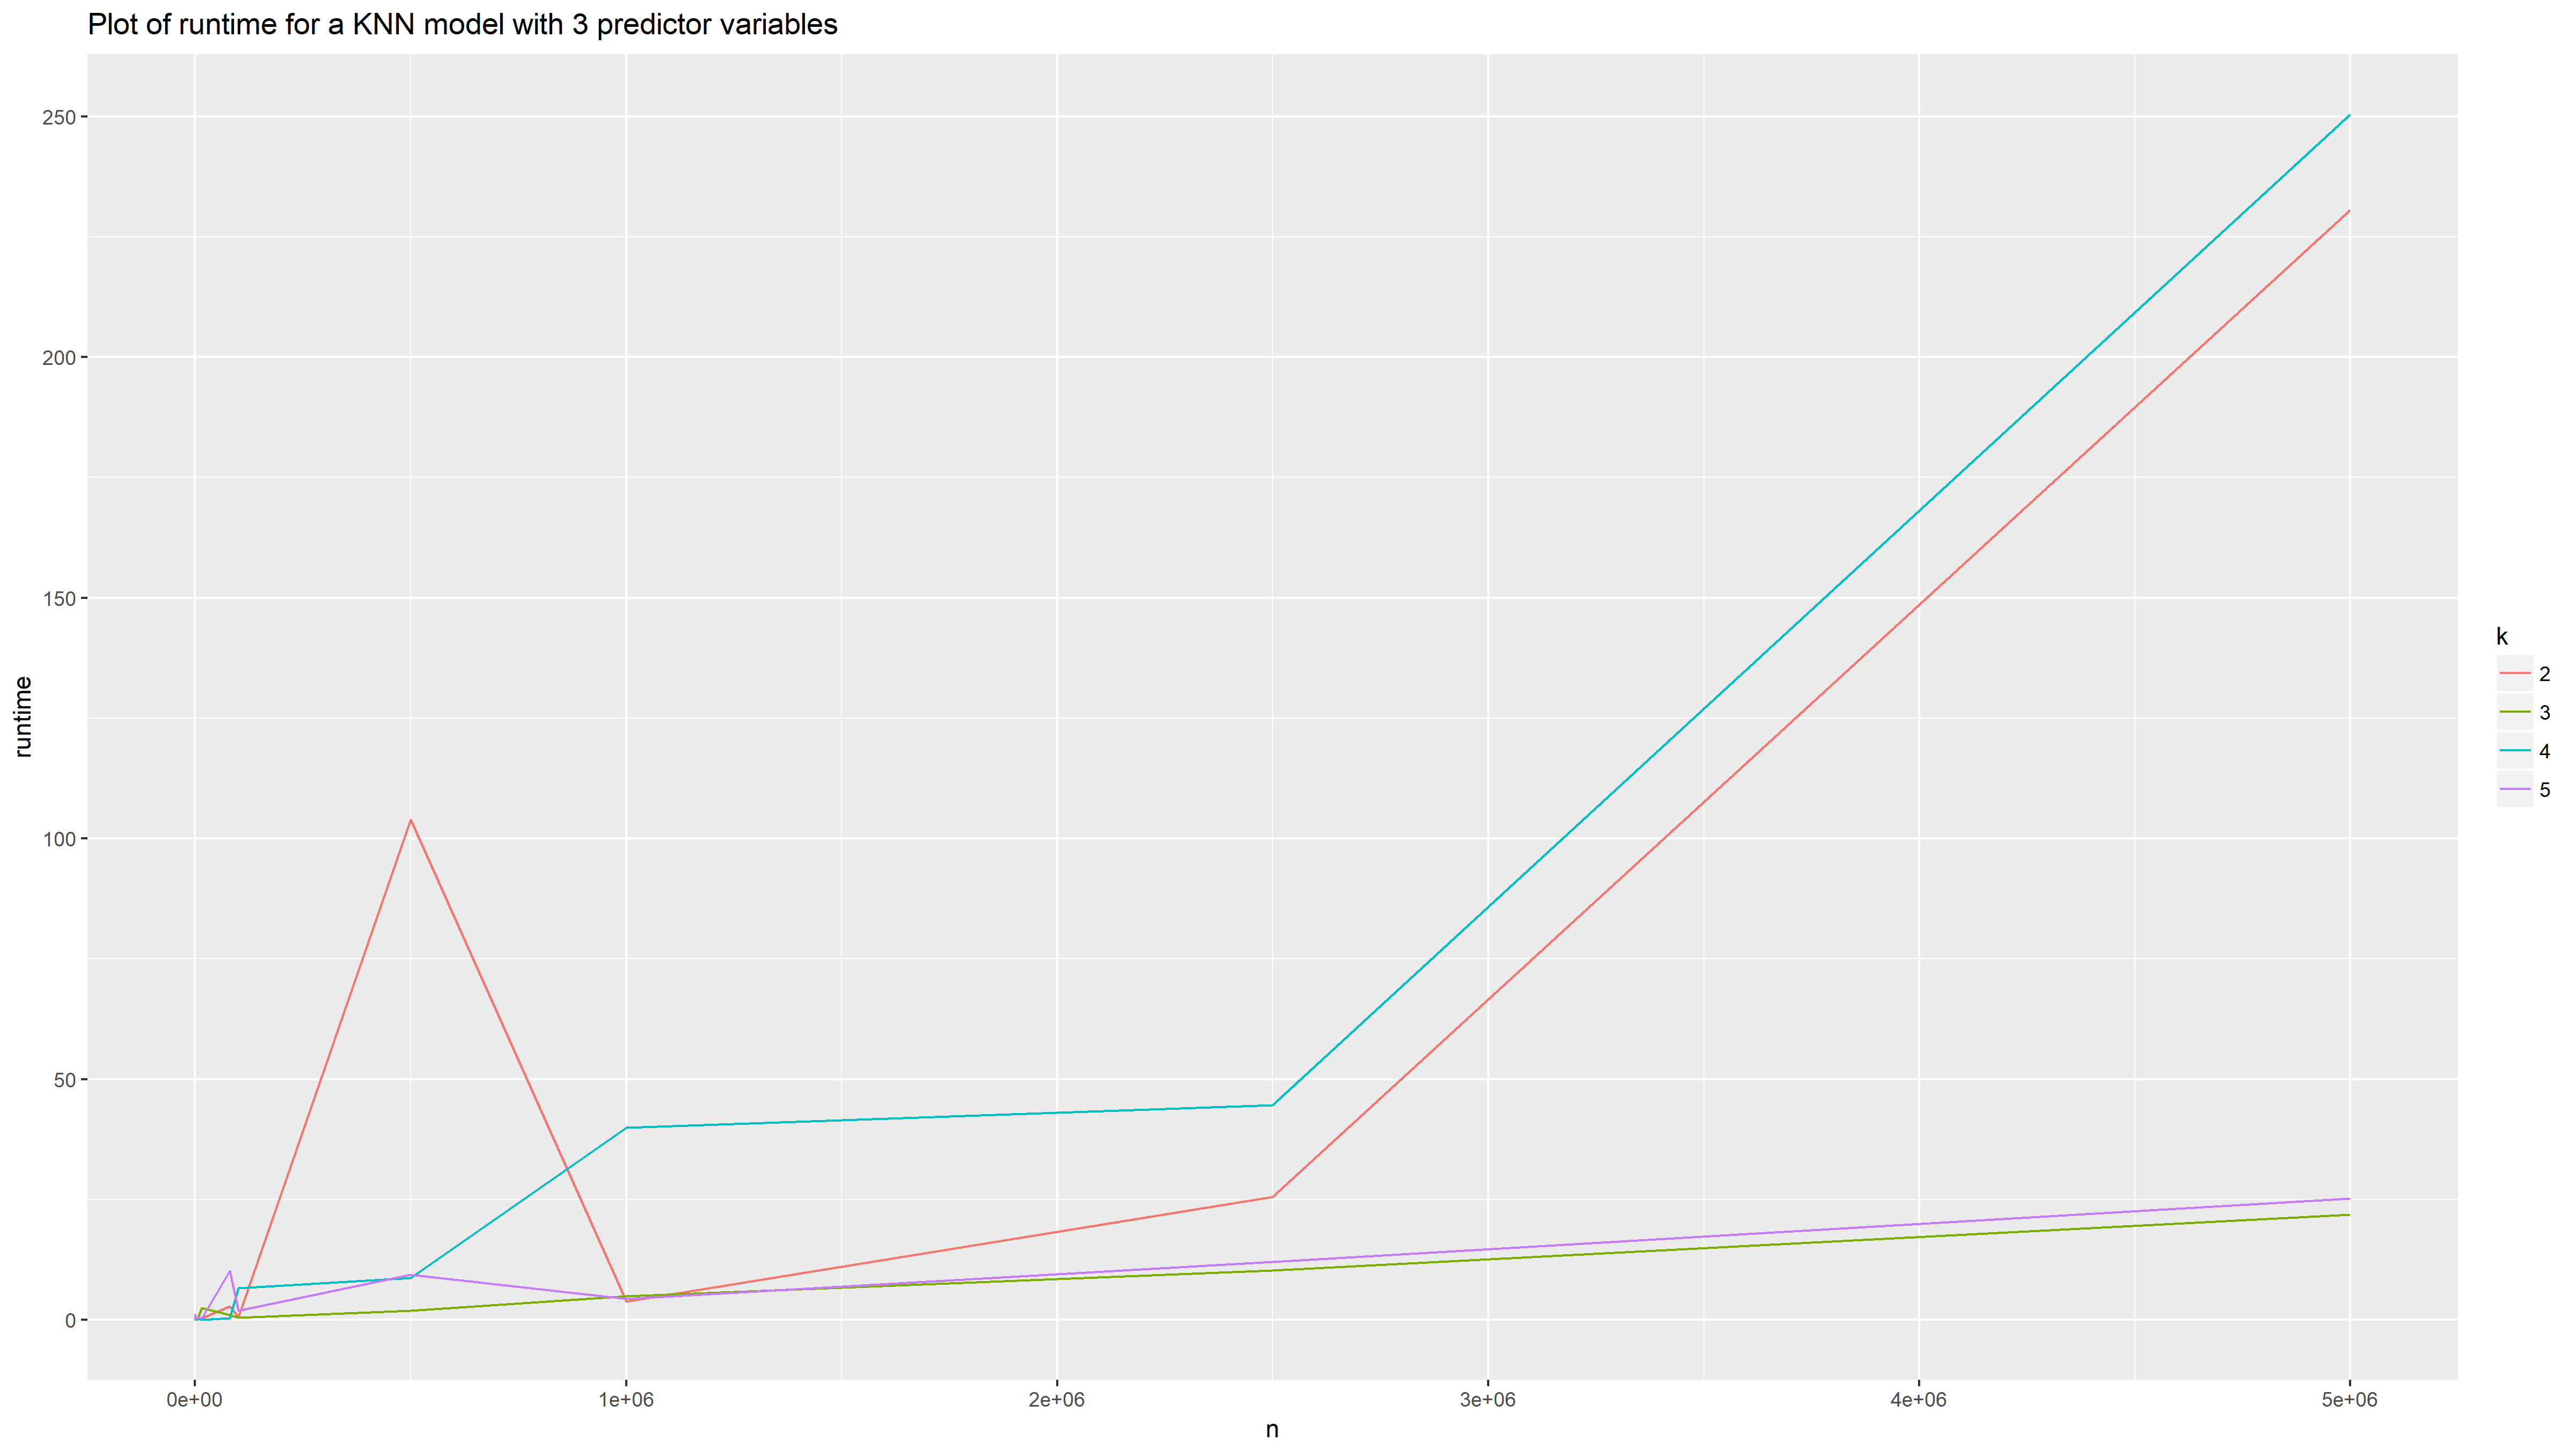 Plot of runtime for a KNN model with 3 predictor variables
250
200
150
100
50
0
runtime
0e+00 1e+06 2e+06 3e+06 4e+06 5e+06
n
k
2
3
4
5